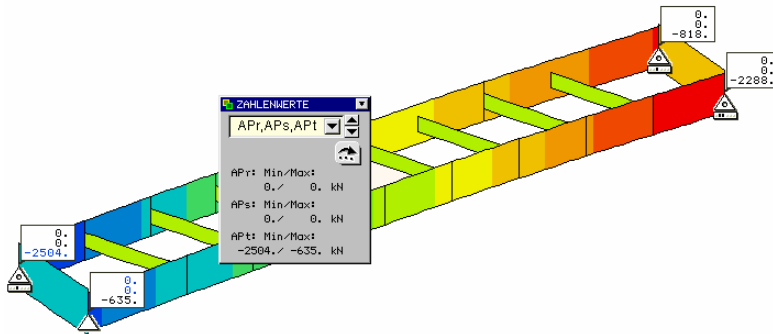 0.
0.
-818.
0.
0.
-2288.
ZAHLENWERTE
APr,APs,APt
APr: Min/Max:
0./ 0. kN
APs: Min/Max:
0./ 0. kN
APt: Min/Max:
-2504./ -635. kN
0.
0.
-2504.
0.
0.
-635.